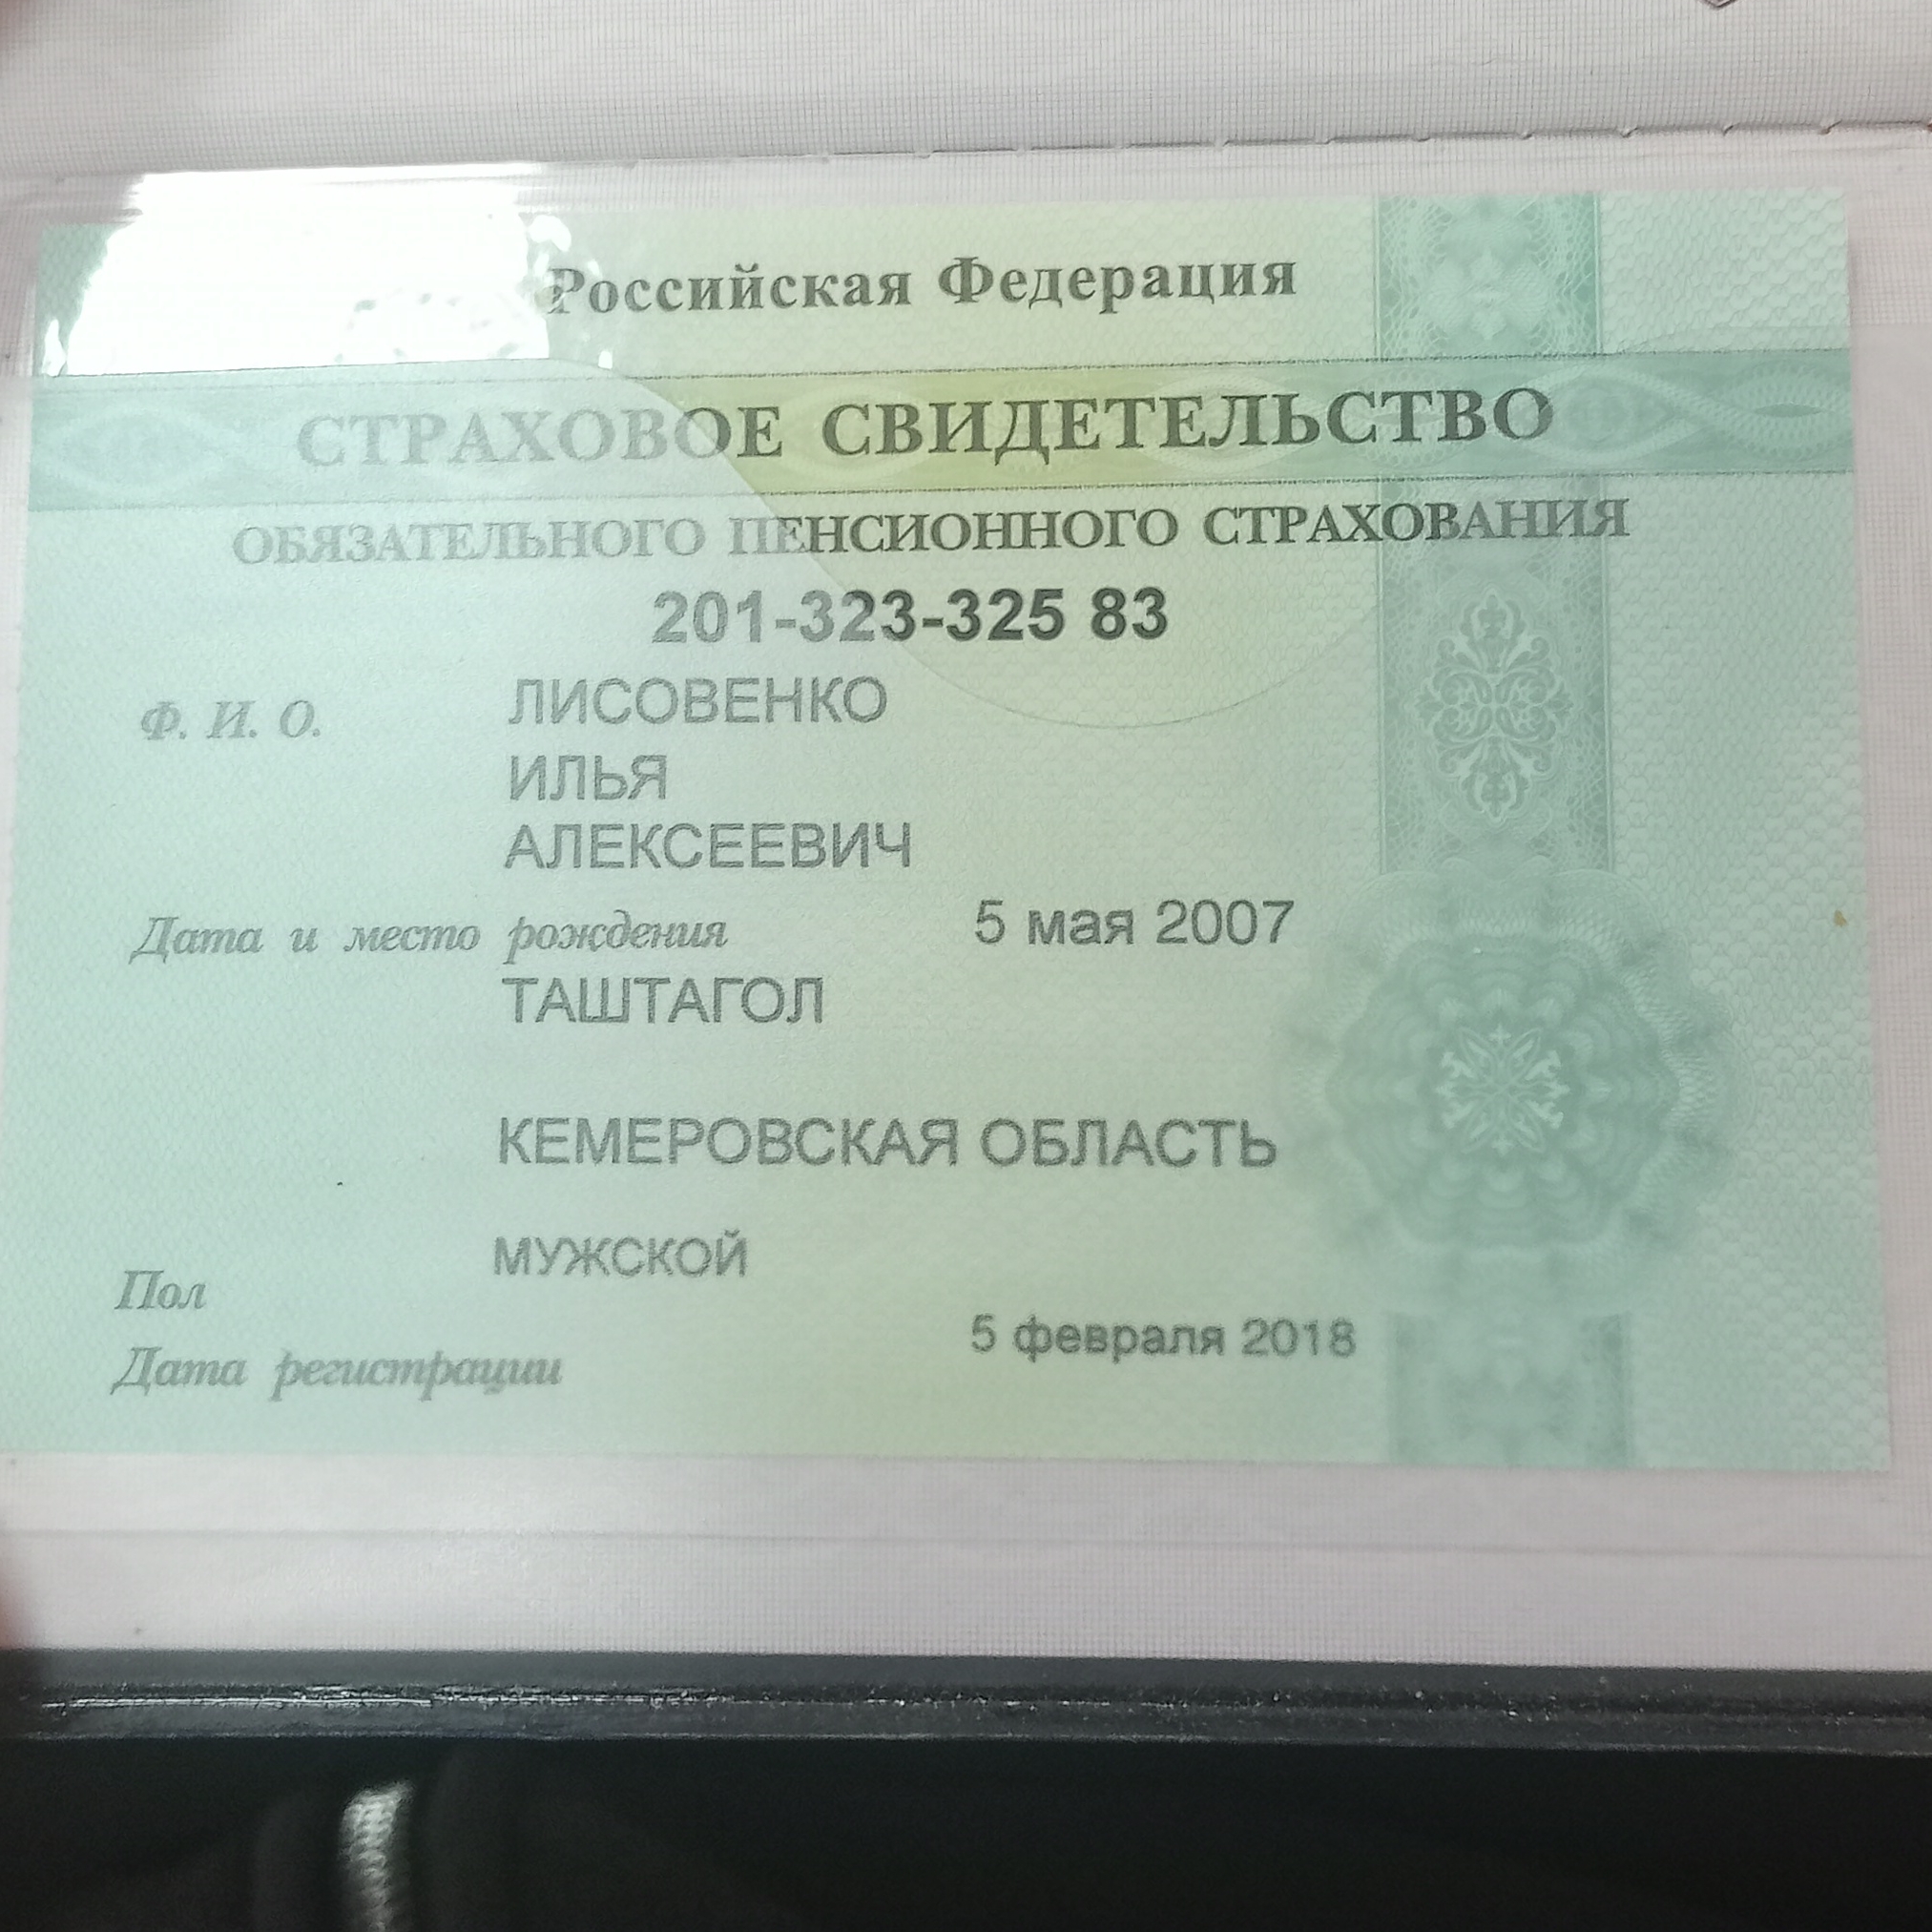 Российская Федерация
СТРАХОВОЕ СВИДЕТЕЛЬСТВО
ОБЯЗАТЕЛЬНОГО ПЕНСИОННОГО СТРАХОВАНИЯ
201-323-325 83
Ф. И. О. ЛИСОВЕНКО
ИЛЬЯ
АЛЕКСЕЕВИЧ
Дата и место рождения 5 мая 2007
ТАШТАГОЛ
КЕМЕРОВСКАЯ ОБЛАСТЬ
Пол МУЖСКОЙ
Дата регистрации 5 февраля 2018